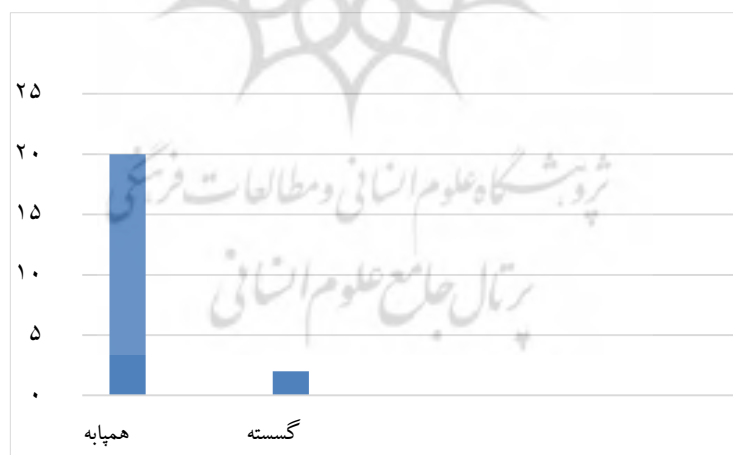 ۲۵
۲۰
پژوهشگاه علوم انسانی و مطالعات فرهنگی
۱۵
۱۰
پرتال جامع علوم انسانی
۵
۰
همپایه گسسته